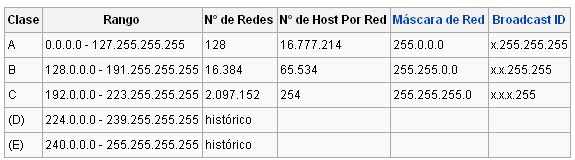 Clase Rango N° de Redes N° de Host Por Red Máscara de Red Broadcast ID
A 0.0.0.0 - 127.255.255.255 128 16.777.214 255.0.0.0 x.255.255.255
B 128.0.0.0 - 191.255.255.255 16.384 65.534 255.255.0.0 x.x.255.255
C 192.0.0.0 - 223.255.255.255 2.097.152 254 255.255.255.0 x.x.x.255
(D) 224.0.0.0 - 239.255.255.255 histórico
(E) 240.0.0.0 - 255.255.255.255 histórico